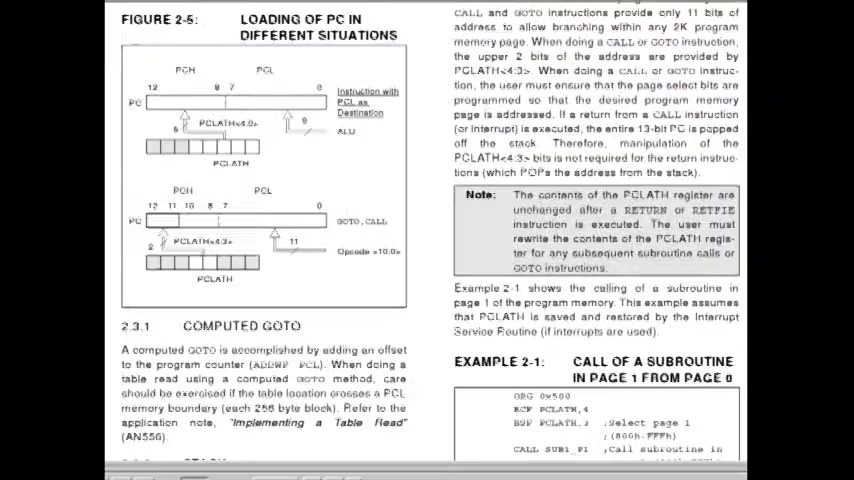 FIGURE 2-5: LOADING OF PC IN
DIFFERENT SITUATIONS
PCH PCL
12 8 7 0
PC
Instruction with
PCL as
Destination
PCLATH<4:0>
5
8
ALU
PCLATH
PCH PCL
12 11 10 8 7 0
PC
GOTO, CALL
PCLATH<4:3>
2
11
Opcode <10:0>
PCLATH
2.3.1 COMPUTED GOTO
A computed GOTO is accomplished by adding an offset
to the program counter (ADDWF PCL). When doing a
table read using a computed GOTO method, care
should be exercised if the table location crosses a PCL
memory boundary (each 256 byte block). Refer to the
application note, "Implementing a Table Read"
(AN556).
CALL and GOTO instructions provide only 11 bits of
address to allow branching within any 2K program
memory page. When doing a CALL or GOTO instruction,
the upper 2 bits of the address are provided by
PCLATH<4:3>. When doing a CALL or GOTO instruc-
tion, the user must ensure that the page select bits are
programmed so that the desired program memory
page is addressed. If a return from a CALL instruction
(or interrupt) is executed, the entire 13-bit PC is popped
off the stack. Therefore, manipulation of the
PCLATH<4:3> bits is not required for the return instruc-
tions (which POPs the address from the stack).
Note: The contents of the PCLATH register are
unchanged after a RETURN or RETFIE
instruction is executed. The user must
rewrite the contents of the PCLATH regis-
ter for any subsequent subroutine calls or
GOTO instructions.
Example 2-1 shows the calling of a subroutine in
page 1 of the program memory. This example assumes
that PCLATH is saved and restored by the Interrupt
Service Routine (if interrupts are used).
EXAMPLE 2-1: CALL OF A SUBROUTINE
IN PAGE 1 FROM PAGE 0
ORG 0x500
BCF PCLATH,4
BSF PCLATH,3 ;Select page 1
;(800h-FFFh)
CALL SUB1_P1 ;Call subroutine in